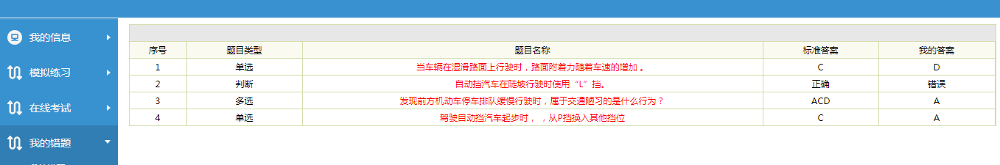 我的信息
模拟练习
在线考试
我的错题
序号 题目类型 题目名称 标准答案 我的答案
1 单选 当车辆在湿滑路面上行驶时，路面附着力随着车速的增加 。 C D
2 判断 自动挡汽车在陡坡行驶时使用“L”挡。 正确 错误
3 多选 发现前方机动车停车排队缓慢行驶时，属于交通陋习的是什么行为？ ACD A
4 单选 驾驶自动挡汽车起步时， ，从P挡换入其他挡位 C A